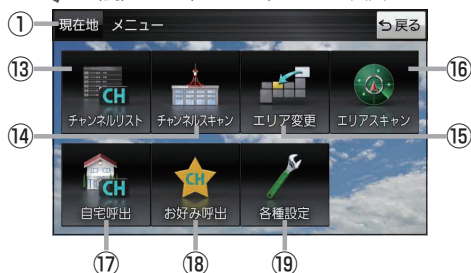 ① 現在地 メニュー 戻る
⑬ ⑯
CH CH
チャンネルリスト チャンネルスキャン エリア変更 エリアスキャン
⑭ ⑮
CH CH
自宅呼出 お好み呼出 各種設定
⑰ ⑱ ⑲